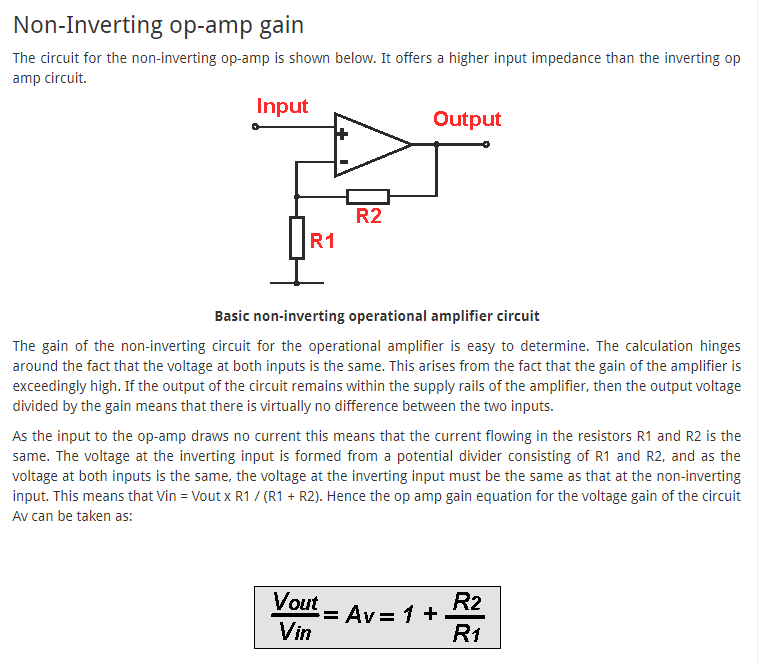 Non-Inverting op-amp gain
The circuit for the non-inverting op-amp is shown below. It offers a higher input impedance than the inverting op
amp circuit.
Input
Output
+
-
R2
R1
Basic non-inverting operational amplifier circuit
The gain of the non-inverting circuit for the operational amplifier is easy to determine. The calculation hinges
around the fact that the voltage at both inputs is the same. This arises from the fact that the gain of the amplifier is
exceedingly high. If the output of the circuit remains within the supply rails of the amplifier, then the output voltage
divided by the gain means that there is virtually no difference between the two inputs.
As the input to the op-amp draws no current this means that the current flowing in the resistors R1 and R2 is the
same. The voltage at the inverting input is formed from a potential divider consisting of R1 and R2, and as the
voltage at both inputs is the same, the voltage at the inverting input must be the same as that at the non-inverting
input. This means that Vin = Vout x R1 / (R1 + R2). Hence the op amp gain equation for the voltage gain of the circuit
Av can be taken as:
Vout
Vin
= Av = 1 +
R2
R1